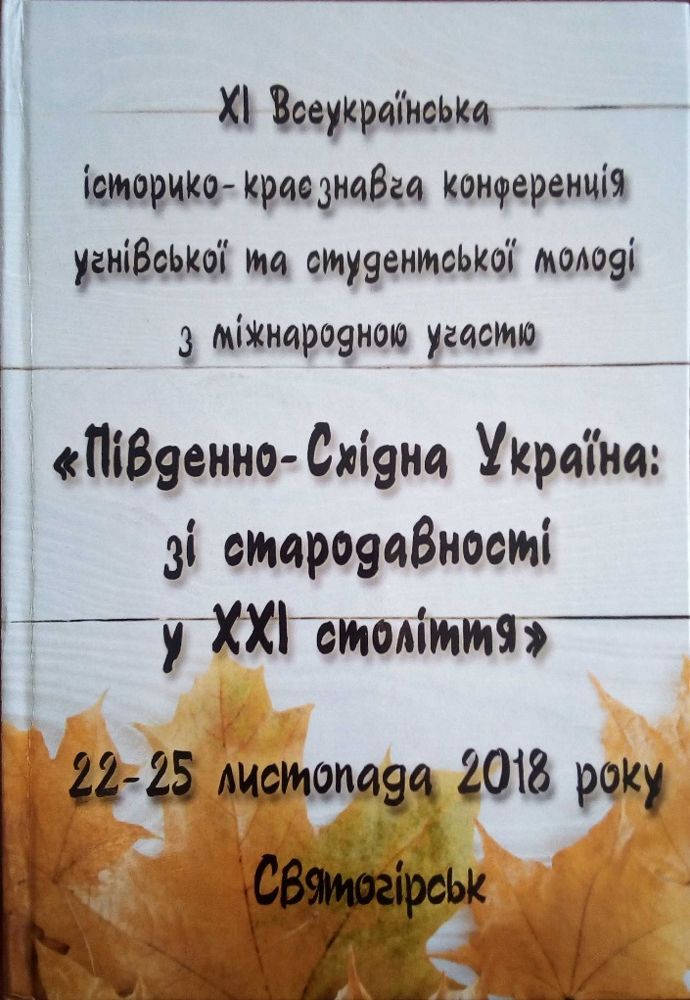 XI Всеукраїнська
історико-краєзнавча конференція
учнівської та студентської молоді
з міжнародною участю
«Південно-Східна Україна:
зі стародавності
у XXI століття»
22-25 листопада 2018 року
Святогірськ